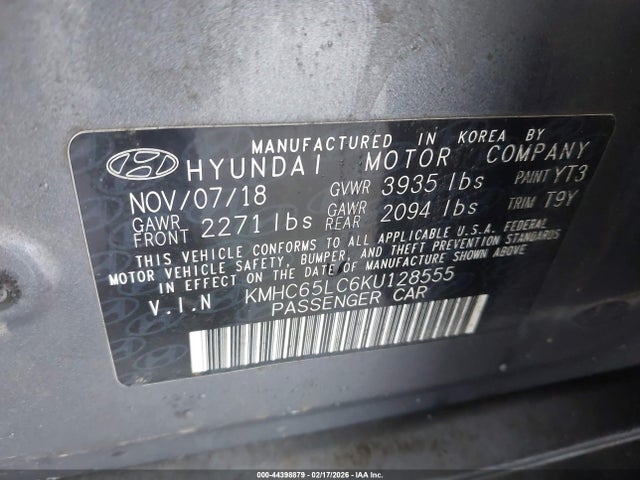 MANUFACTURED IN KOREA BY
HYUNDAI MOTOR COMPANY
NOV/07/18 GVWR 3935 lbs PAINT YT3
GAWR FRONT 2271 lbs GAWR REAR 2094 lbs TRIM T9Y
THIS VEHICLE CONFORMS TO ALL APPLICABLE U.S.A. FEDERAL
MOTOR VEHICLE SAFETY, BUMPER, AND THEFT PREVENTION STANDARDS
IN EFFECT ON THE DATE OF MANUFACTURE SHOWN ABOVE
V.I.N KMHC65LC6KU128555
PASSENGER CAR
000-44398879 - 02/17/2026 - IAA Inc.